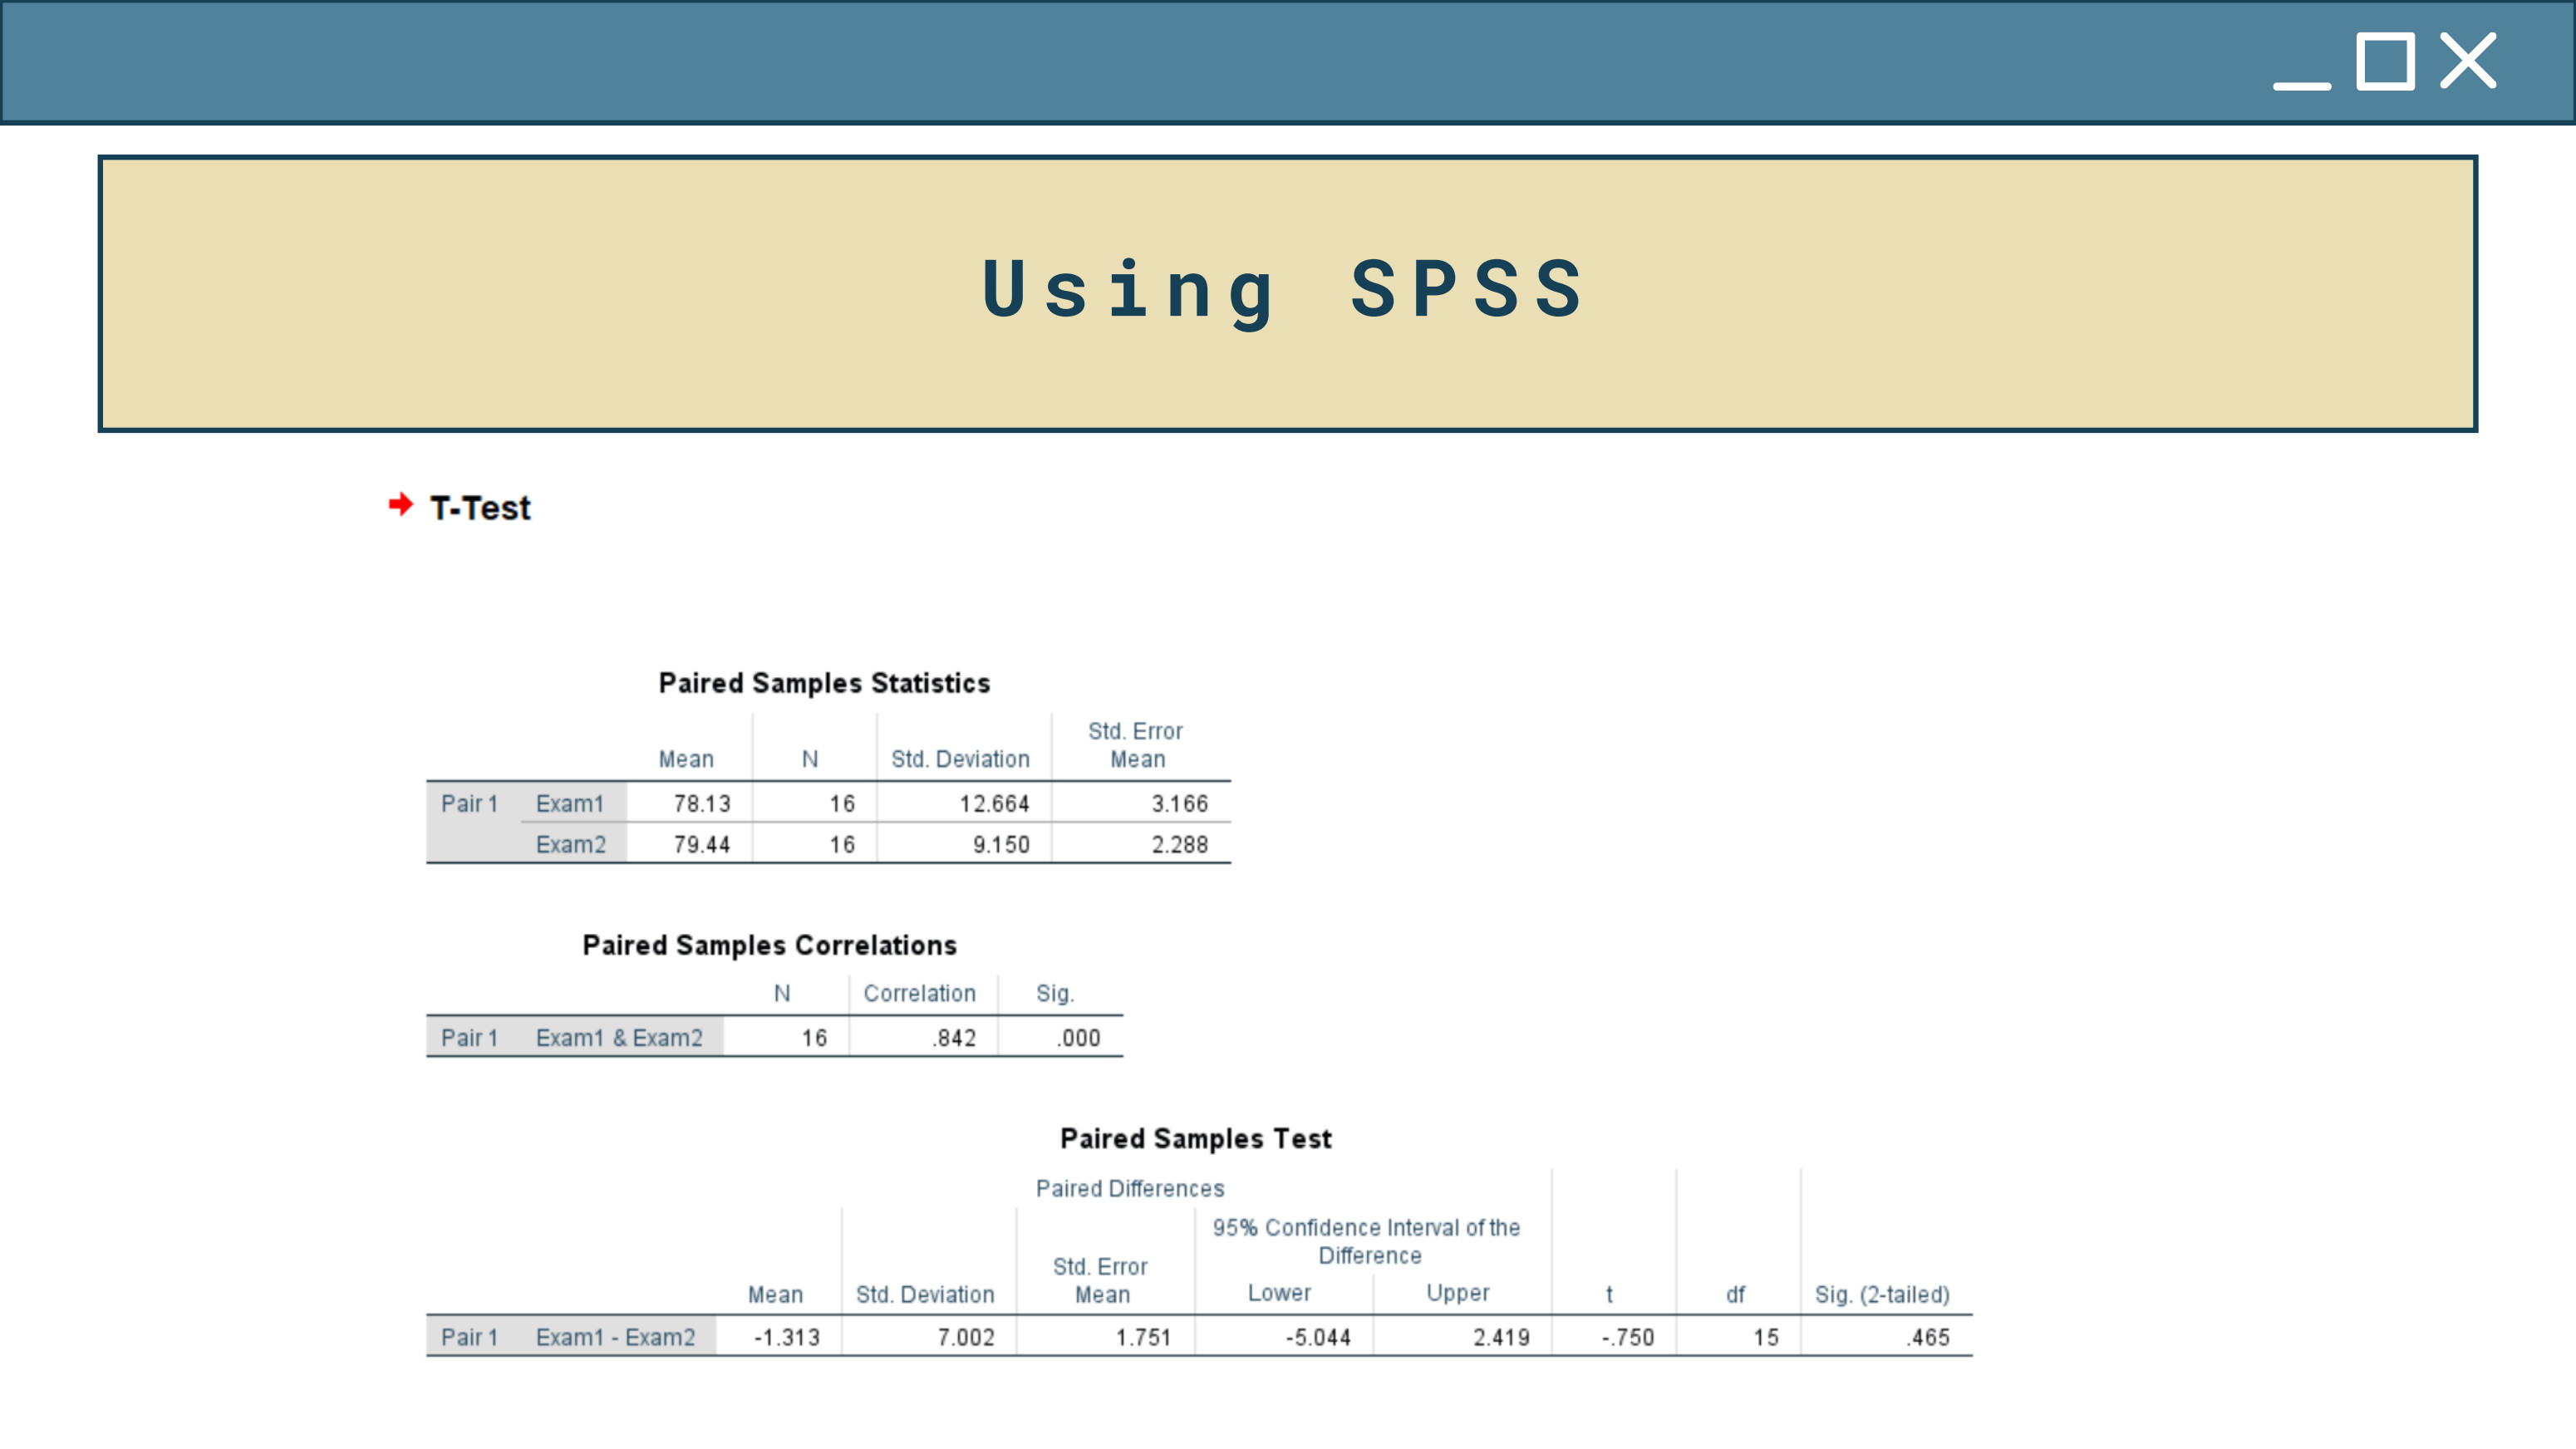 Using SPSS
T-Test
Paired Samples Statistics
Mean N Std. Deviation Std. Error Mean
Pair 1 Exam1 78.13 16 12.664 3.166
Exam2 79.44 16 9.150 2.288
Paired Samples Correlations
N Correlation Sig.
Pair 1 Exam1 & Exam2 16 .842 .000
Paired Samples Test
Paired Differences
95% Confidence Interval of the Difference
Mean Std. Deviation Std. Error Mean Lower Upper t df Sig. (2-tailed)
Pair 1 Exam1 - Exam2 -1.313 7.002 1.751 -5.044 2.419 -.750 15 .465